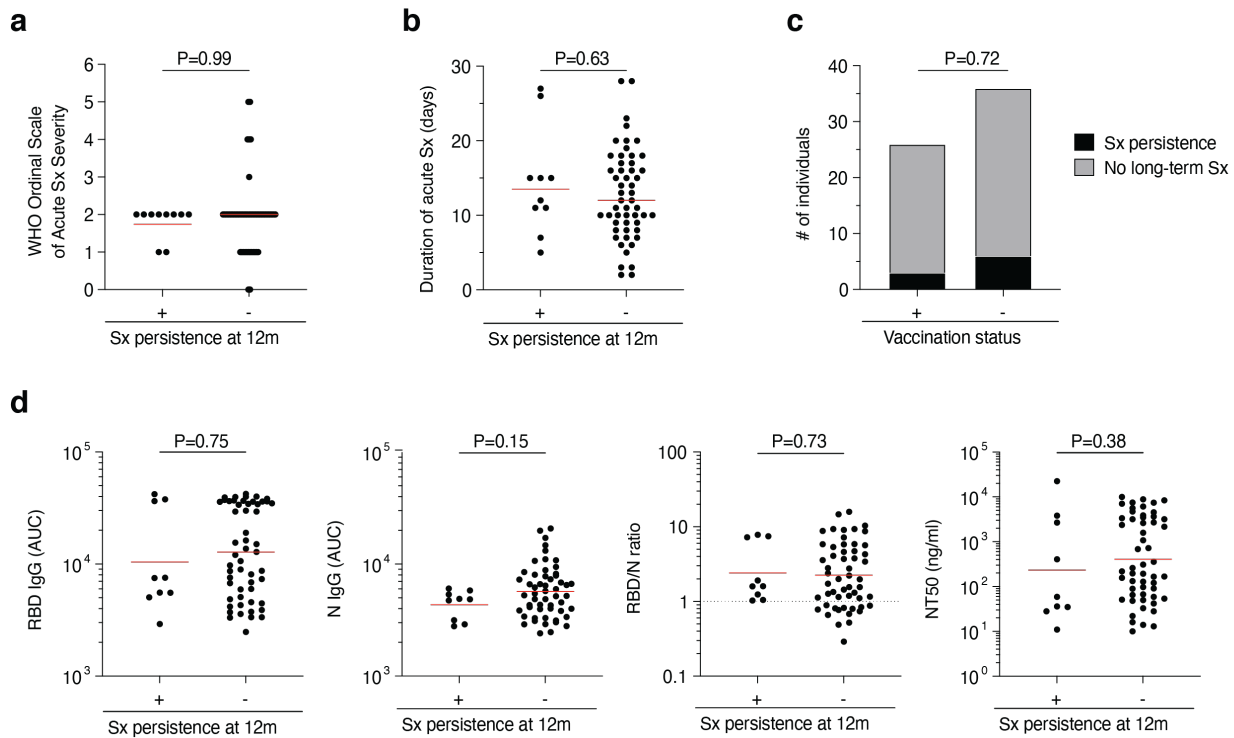 a
P=0.99
WHO Ordinal Scale
of Acute Sx Severity
6
5
4
3
2
1
0
+ -
Sx persistence at 12m
b
P=0.63
Duration of acute Sx (days)
30
20
10
0
+ -
Sx persistence at 12m
c
P=0.72
# of individuals
40
30
20
10
0
+ -
Vaccination status
Sx persistence
No long-term Sx
d
P=0.75
RBD IgG (AUC)
10^5
10^4
10^3
+ -
Sx persistence at 12m
P=0.15
N IgG (AUC)
10^5
10^4
10^3
+ -
Sx persistence at 12m
P=0.73
RBD/N ratio
100
10
1
0.1
+ -
Sx persistence at 12m
P=0.38
NT50 (ng/ml)
10^5
10^4
10^3
10^2
10^1
10^0
+ -
Sx persistence at 12m